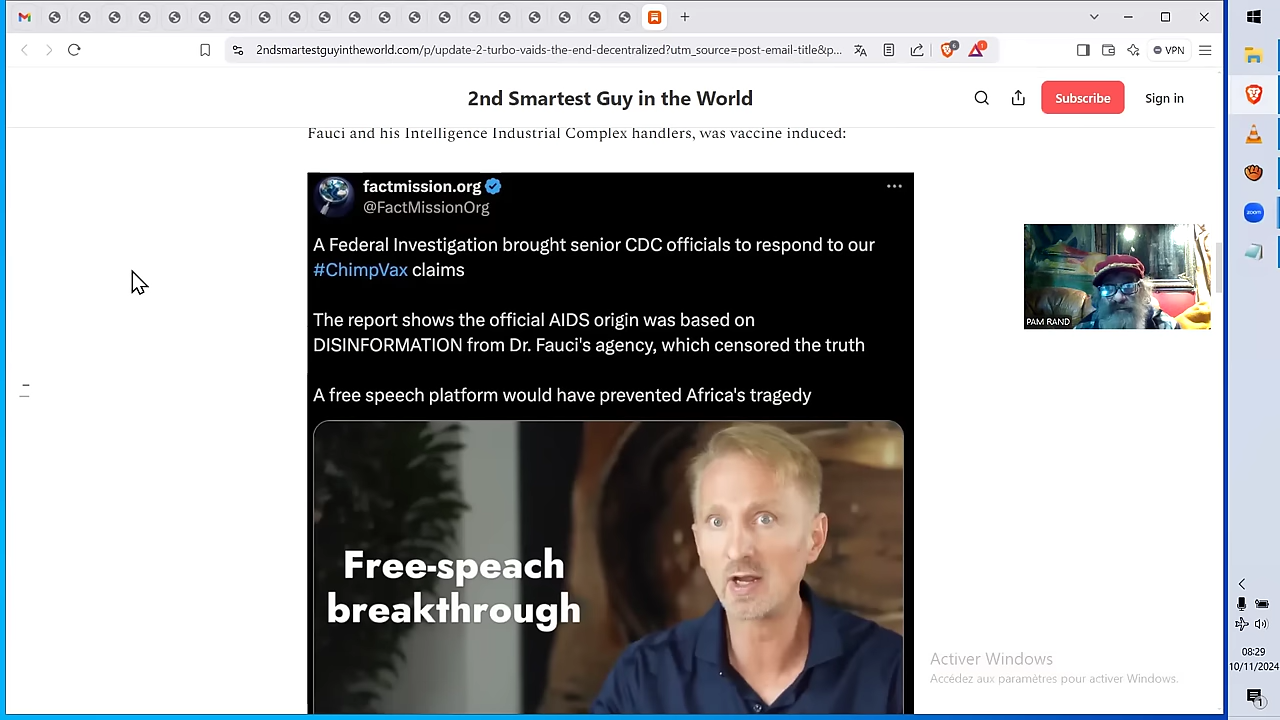 2ndsmartestguyintheworld.com/p/update-2-turbo-vaids-the-end-decentralized?utm_source=post-email-title&p...
6
1
VPN
2nd Smartest Guy in the World
Subscribe
Sign in
Fauci and his Intelligence Industrial Complex handlers, was vaccine induced:
factmission.org
@FactMissionOrg
A Federal Investigation brought senior CDC officials to respond to our
#ChimpVax claims
The report shows the official AIDS origin was based on
DISINFORMATION from Dr. Fauci's agency, which censored the truth
A free speech platform would have prevented Africa's tragedy
Free-speach
breakthrough
PAM RAND
zoom
Activer Windows
Accédez aux paramètres pour activer Windows.
08:29
10/11/2024
1